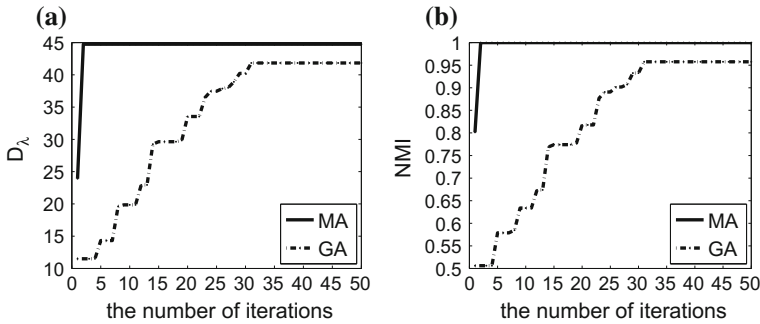 (a)
45
40
35
30
25
20
15
10
D_λ
0 5 10 15 20 25 30 35 40 45 50
the number of iterations
MA
GA
(b)
1
0.95
0.9
0.85
0.8
0.75
0.7
0.65
0.6
0.55
0.5
NMI
0 5 10 15 20 25 30 35 40 45 50
the number of iterations
MA
GA